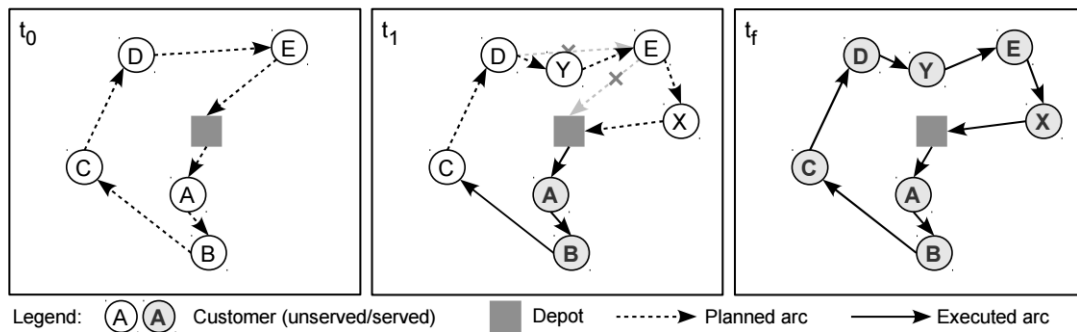 t0
D
E
C
A
B
t1
D
Y
E
X
C
A
B
tf
D
Y
E
X
C
A
B
Legend: A A Customer (unserved/served) Depot Planned arc Executed arc